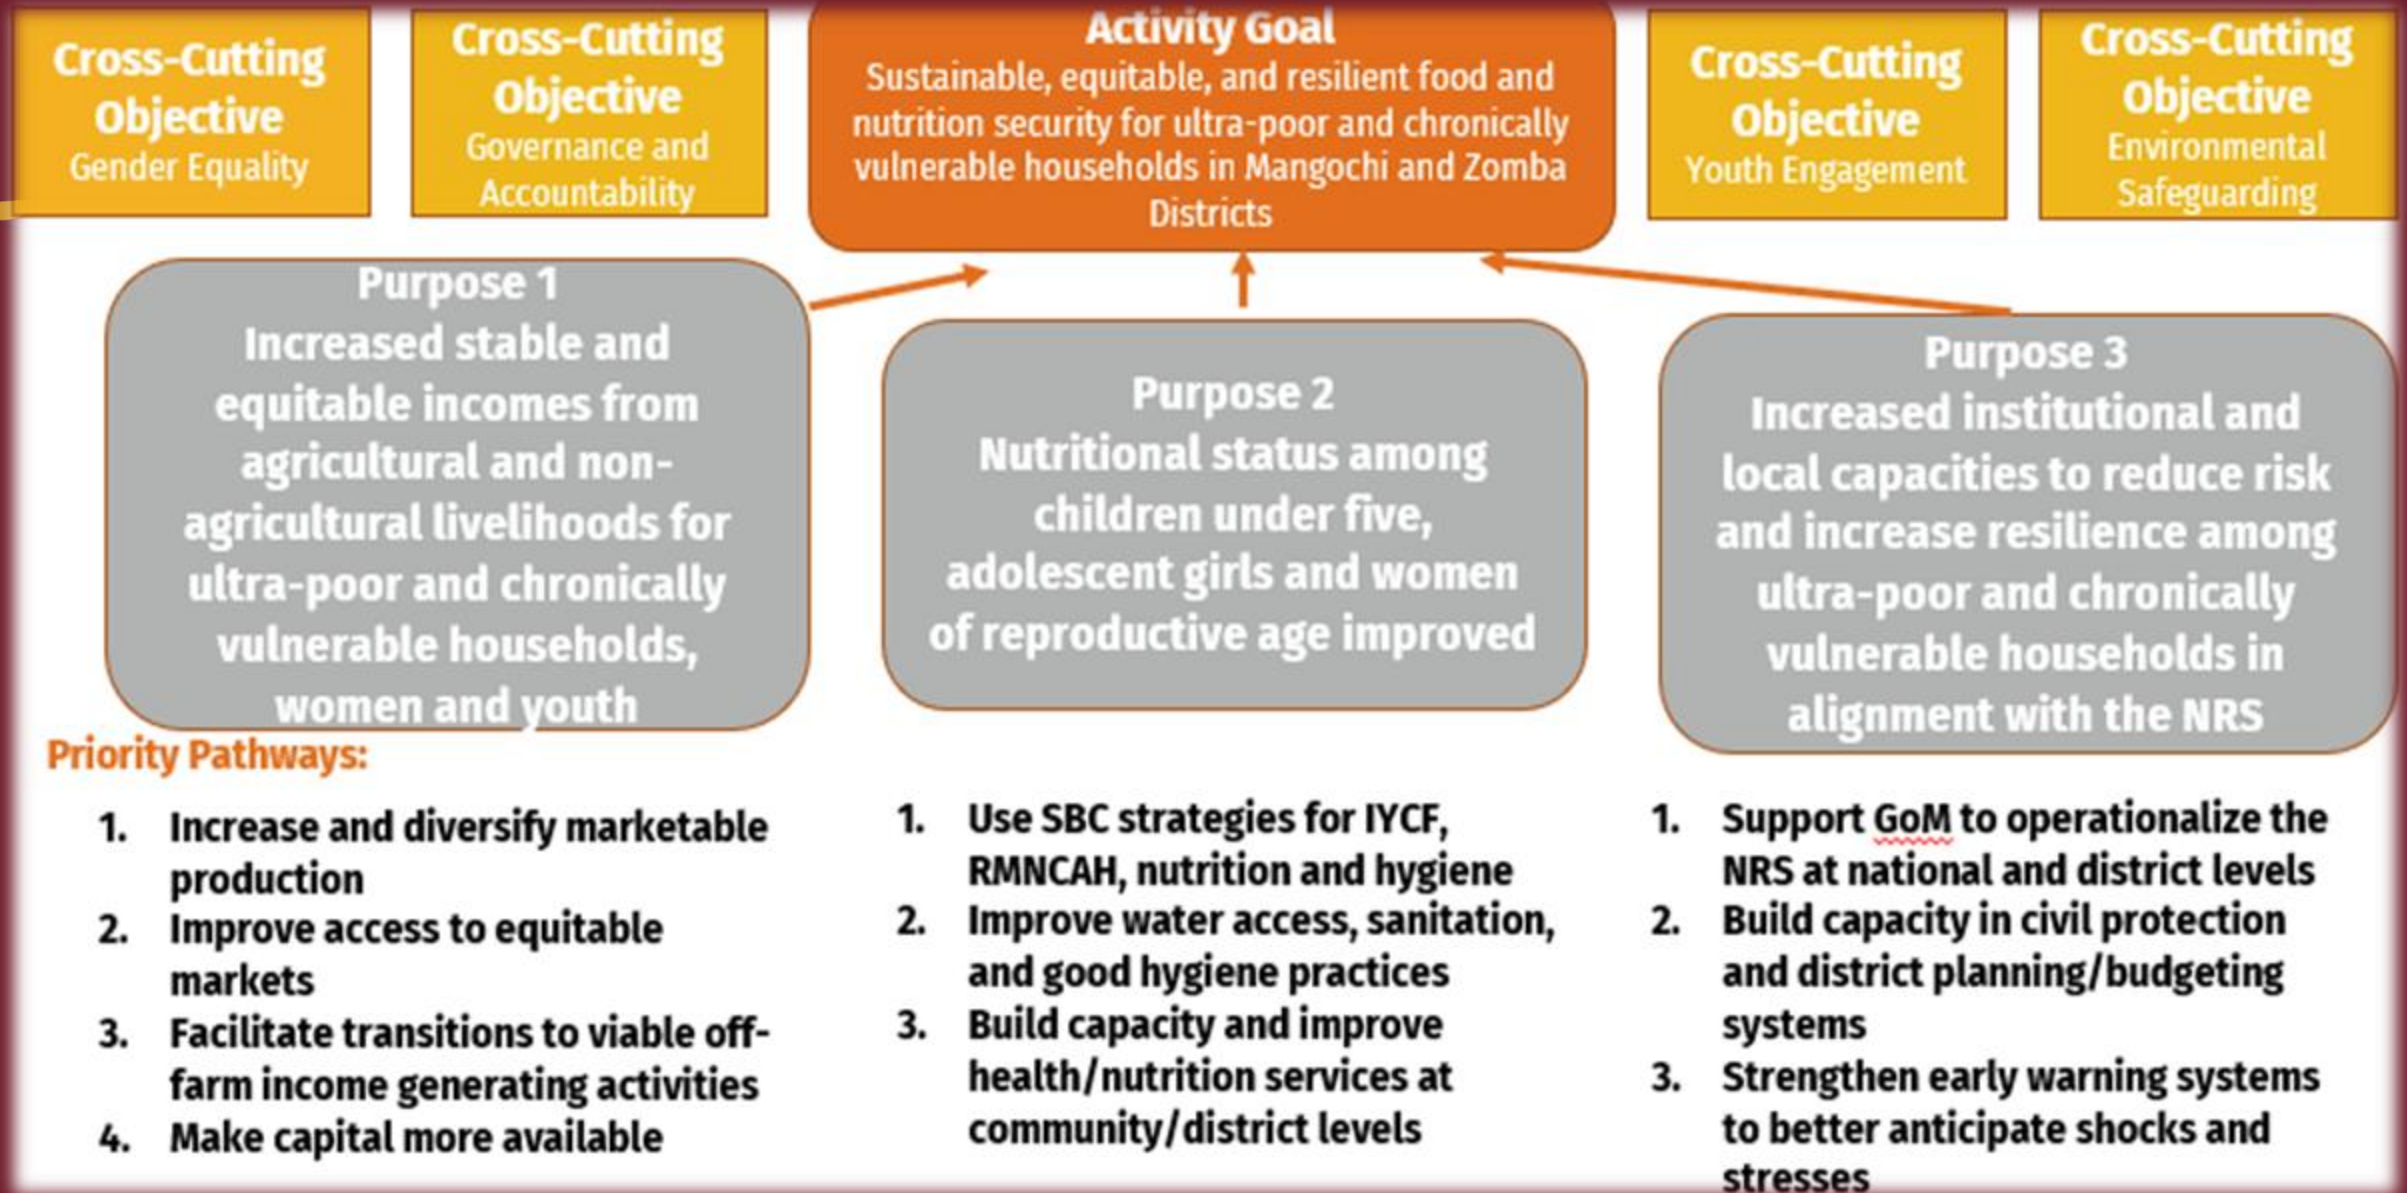 Cross-Cutting
Objective
Gender Equality
Cross-Cutting
Objective
Governance and
Accountability
Activity Goal
Sustainable, equitable, and resilient food and
nutrition security for ultra-poor and chronically
vulnerable households in Mangochi and Zomba
Districts
Cross-Cutting
Objective
Youth Engagement
Cross-Cutting
Objective
Environmental
Safeguarding
Purpose 1
Increased stable and
equitable incomes from
agricultural and non-
agricultural livelihoods for
ultra-poor and chronically
vulnerable households,
women and youth
Purpose 2
Nutritional status among
children under five,
adolescent girls and women
of reproductive age improved
Purpose 3
Increased institutional and
local capacities to reduce risk
and increase resilience among
ultra-poor and chronically
vulnerable households in
alignment with the NRS
Priority Pathways:
1. Increase and diversify marketable
production
2. Improve access to equitable
markets
3. Facilitate transitions to viable off-
farm income generating activities
4. Make capital more available
1. Use SBC strategies for IYCF,
RMNCAH, nutrition and hygiene
2. Improve water access, sanitation,
and good hygiene practices
3. Build capacity and improve
health/nutrition services at
community/district levels
1. Support GoM to operationalize the
NRS at national and district levels
2. Build capacity in civil protection
and district planning/budgeting
systems
3. Strengthen early warning systems
to better anticipate shocks and
stresses